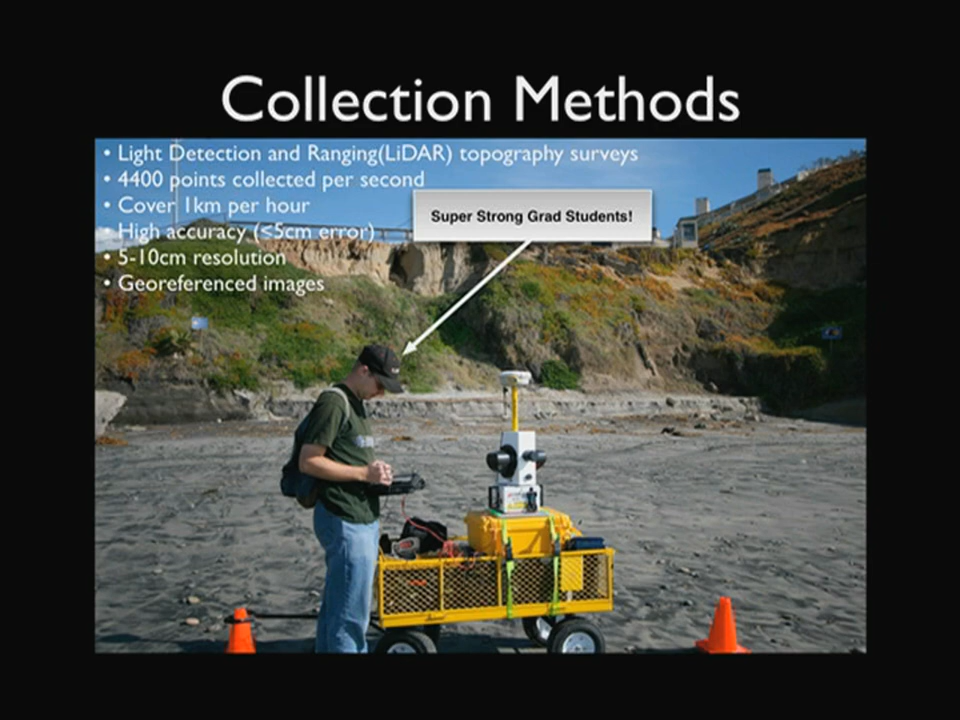 Collection Methods
• Light Detection and Ranging(LiDAR) topography surveys
• 4400 points collected per second
• Cover 1km per hour
• High accuracy (≤5cm error)
• 5-10cm resolution
• Georeferenced images
Super Strong Grad Students!